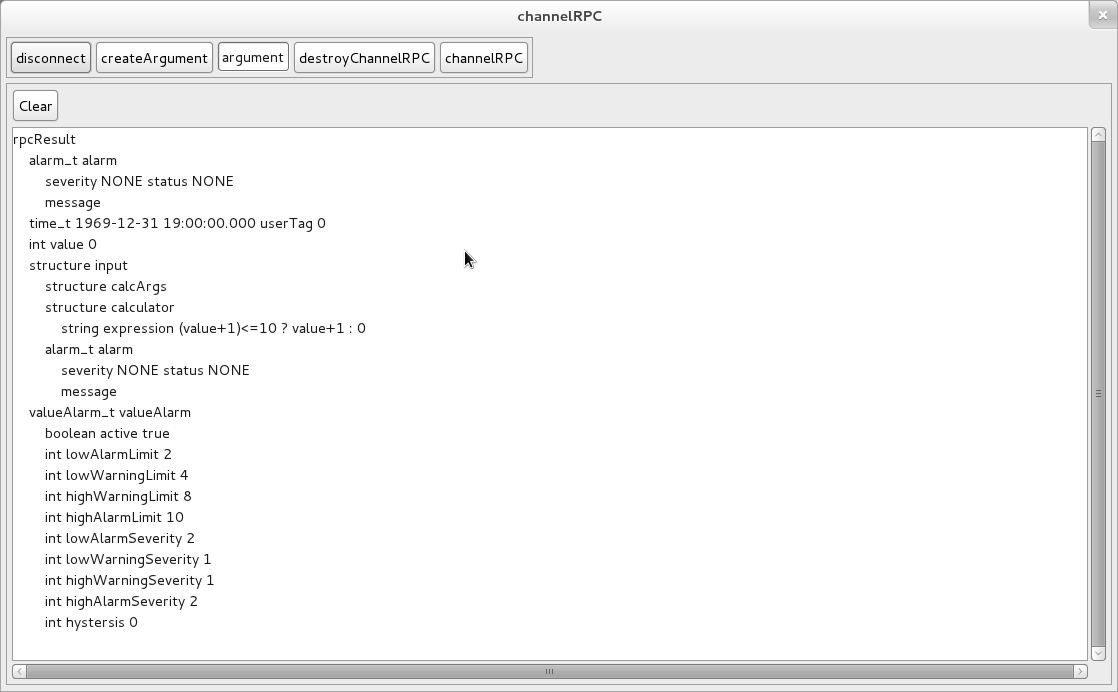 channelRPC
disconnect createArgument argument destroyChannelRPC channelRPC
Clear
rpcResult
alarm_t alarm
severity NONE status NONE
message
time_t 1969-12-31 19:00:00.000 userTag 0
int value 0
structure input
structure calcArgs
structure calculator
string expression (value+1)<=10 ? value+1 : 0
alarm_t alarm
severity NONE status NONE
message
valueAlarm_t valueAlarm
boolean active true
int lowAlarmLimit 2
int lowWarningLimit 4
int highWarningLimit 8
int highAlarmLimit 10
int lowAlarmSeverity 2
int lowWarningSeverity 1
int highWarningSeverity 1
int highAlarmSeverity 2
int hystersis 0